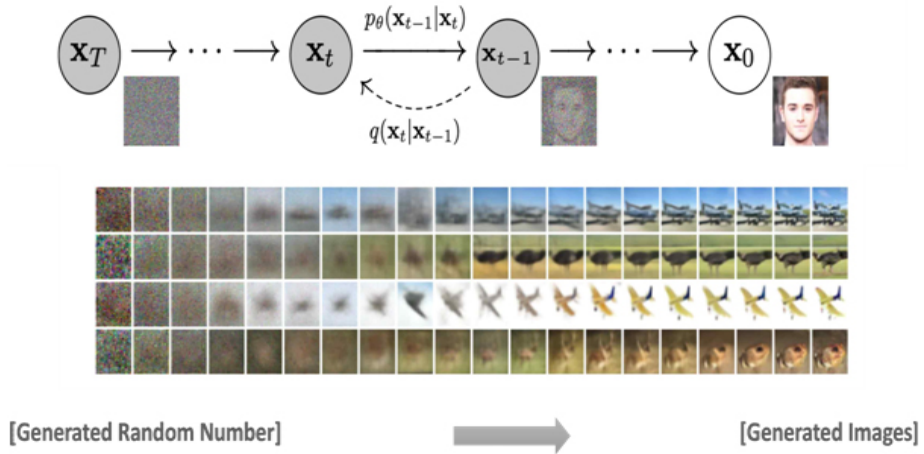 p_θ(x_{t−1}|x_t)
x_T ⋯ x_t x_{t−1} ⋯ x_0
q(x_t|x_{t−1})
[Generated Random Number] [Generated Images]